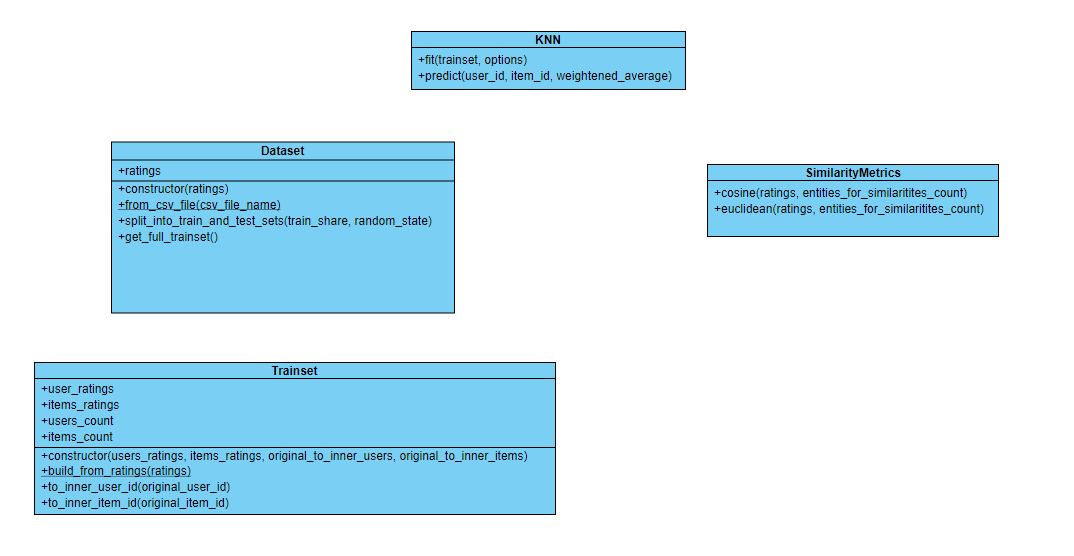 KNN
+fit(trainset, options)
+predict(user_id, item_id, weightened_average)
Dataset
+ratings
+constructor(ratings)
+from_csv_file(csv_file_name)
+split_into_train_and_test_sets(train_share, random_state)
+get_full_trainset()
SimilarityMetrics
+cosine(ratings, entities_for_similaritites_count)
+euclidean(ratings, entities_for_similaritites_count)
Trainset
+user_ratings
+items_ratings
+users_count
+items_count
+constructor(users_ratings, items_ratings, original_to_inner_users, original_to_inner_items)
+build_from_ratings(ratings)
+to_inner_user_id(original_user_id)
+to_inner_item_id(original_item_id)